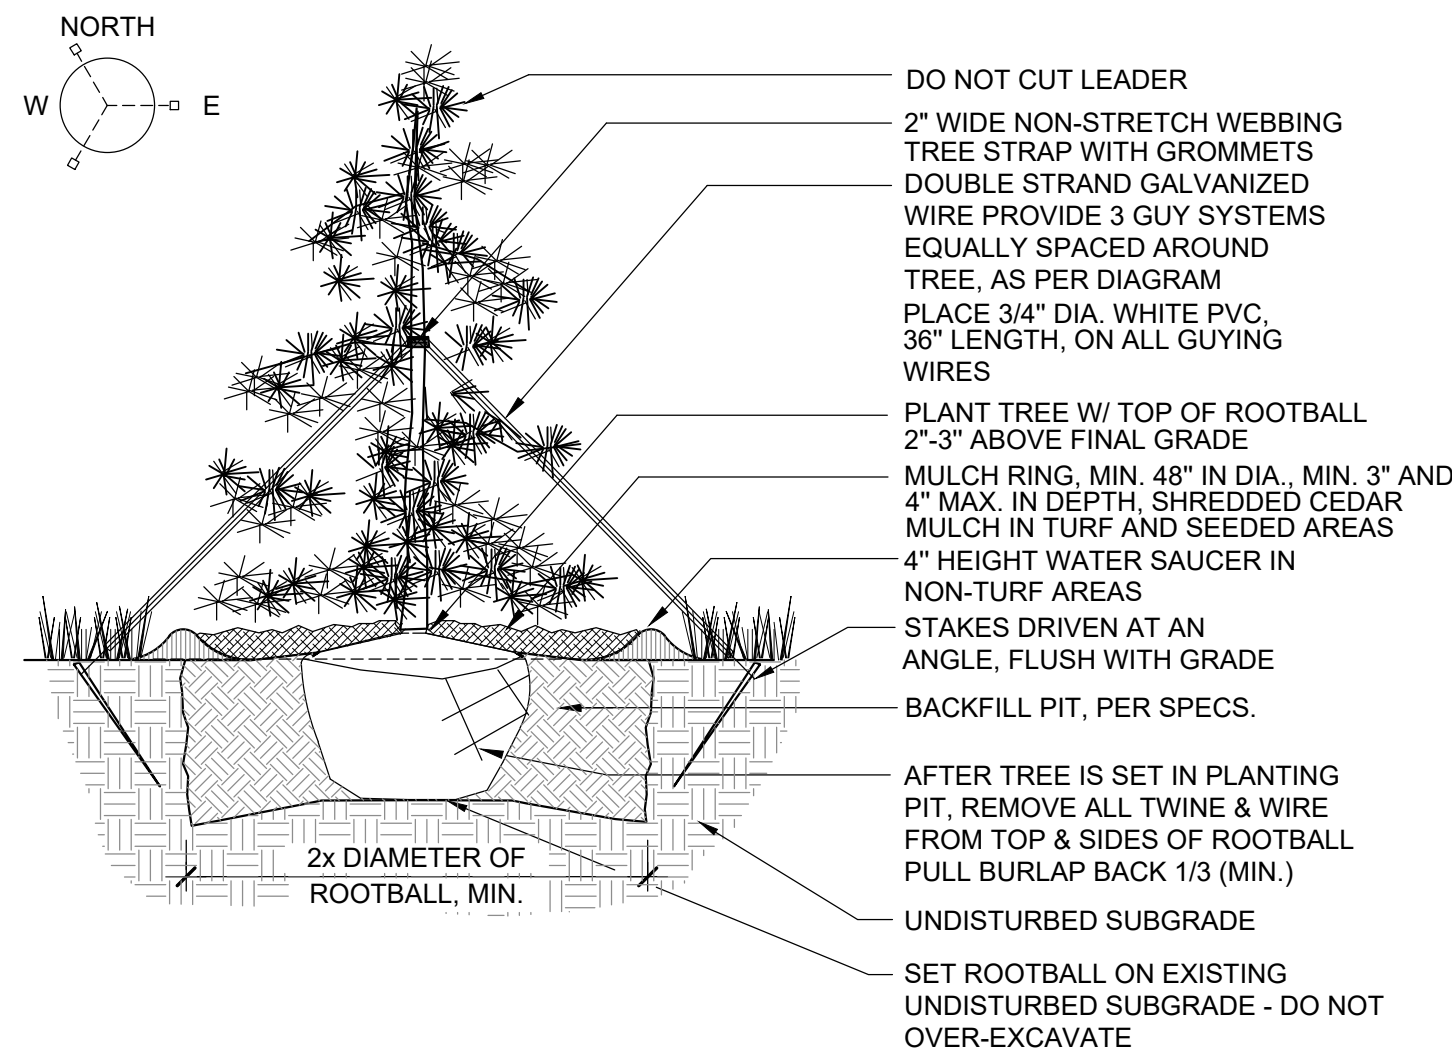 NORTH
W
E
DO NOT CUT LEADER
2" WIDE NON-STRETCH WEBBING
TREE STRAP WITH GROMMETS
DOUBLE STRAND GALVANIZED
WIRE PROVIDE 3 GUY SYSTEMS
EQUALLY SPACED AROUND
TREE, AS PER DIAGRAM
PLACE 3/4" DIA. WHITE PVC,
36" LENGTH, ON ALL GUYING
WIRES
PLANT TREE W/ TOP OF ROOTBALL
2"-3" ABOVE FINAL GRADE
MULCH RING, MIN. 48" IN DIA., MIN. 3" AND
4" MAX. IN DEPTH, SHREDDED CEDAR
MULCH IN TURF AND SEEDED AREAS
4" HEIGHT WATER SAUCER IN
NON-TURF AREAS
STAKES DRIVEN AT AN
ANGLE, FLUSH WITH GRADE
BACKFILL PIT, PER SPECS.
AFTER TREE IS SET IN PLANTING
PIT, REMOVE ALL TWINE & WIRE
FROM TOP & SIDES OF ROOTBALL
PULL BURLAP BACK 1/3 (MIN.)
UNDISTURBED SUBGRADE
SET ROOTBALL ON EXISTING
UNDISTURBED SUBGRADE - DO NOT
OVER-EXCAVATE
2x DIAMETER OF
ROOTBALL, MIN.